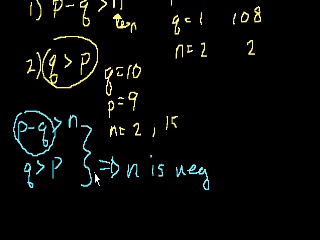 1) p-q > n
q=1 108
n=2 2
2) q > p
q=10
p=9
n=2, 15
p-q > n
q > p
⇒ n is neg